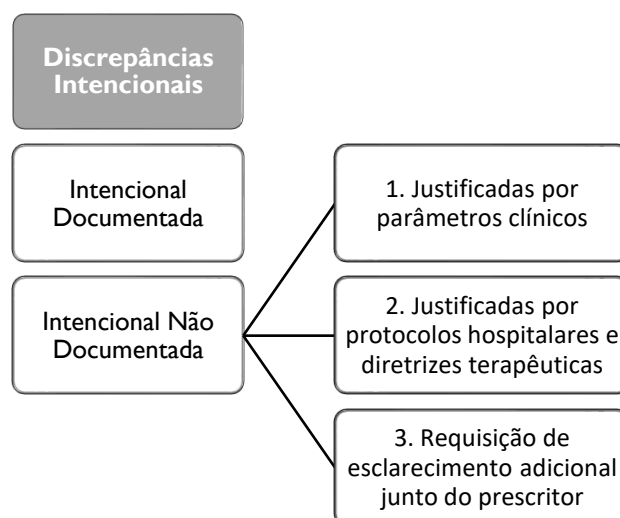 Discrepâncias
Intencionais
Intencional
Documentada
Intencional Não
Documentada
1. Justificadas por
parâmetros clínicos
2. Justificadas por
protocolos hospitalares e
diretrizes terapêuticas
3. Requisição de
esclarecimento adicional
junto do prescritor